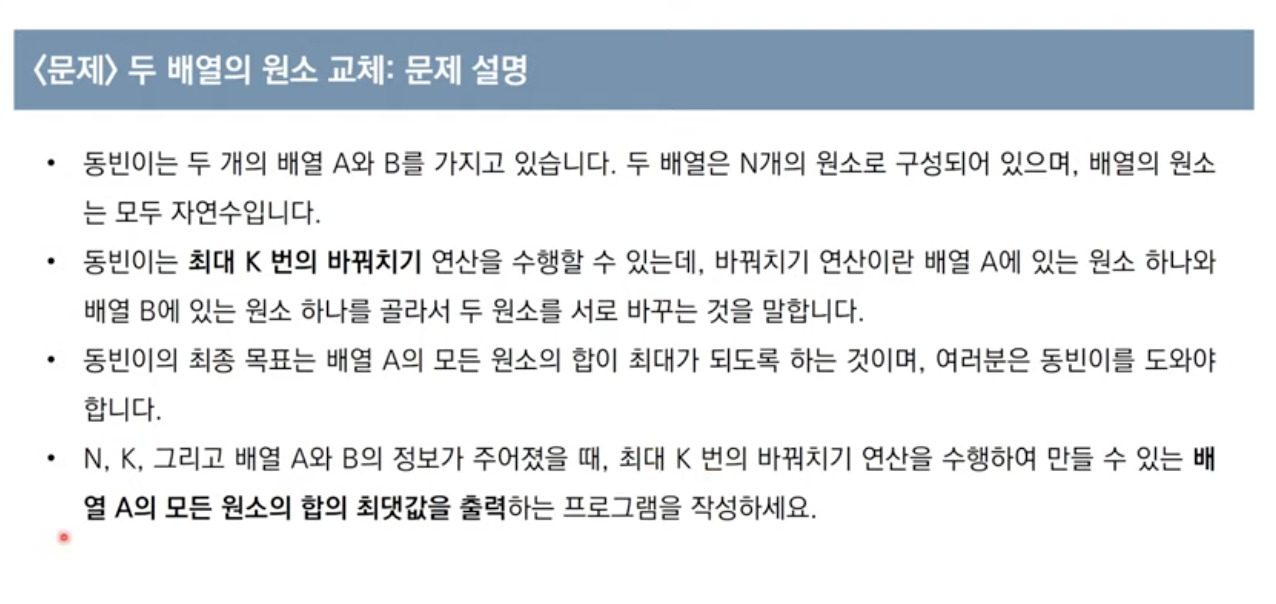 〈문제〉 두 배열의 원소 교체: 문제 설명
• 동빈이는 두 개의 배열 A와 B를 가지고 있습니다. 두 배열은 N개의 원소로 구성되어 있으며, 배열의 원소
는 모두 자연수입니다.
• 동빈이는 최대 K 번의 바꿔치기 연산을 수행할 수 있는데, 바꿔치기 연산이란 배열 A에 있는 원소 하나와
배열 B에 있는 원소 하나를 골라서 두 원소를 서로 바꾸는 것을 말합니다.
• 동빈이의 최종 목표는 배열 A의 모든 원소의 합이 최대가 되도록 하는 것이며, 여러분은 동빈이를 도와야
합니다.
• N, K, 그리고 배열 A와 B의 정보가 주어졌을 때, 최대 K 번의 바꿔치기 연산을 수행하여 만들 수 있는 배
열 A의 모든 원소의 합의 최댓값을 출력하는 프로그램을 작성하세요.